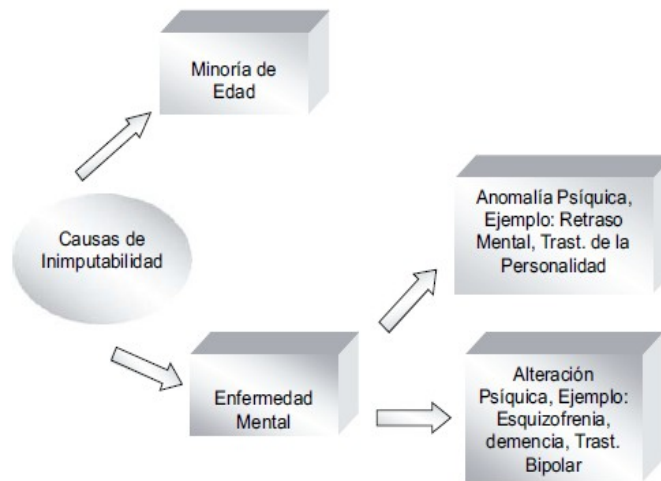 Minoría de
Edad
Causas de
Inimputabilidad
Anomalía Psíquica,
Ejemplo: Retraso
Mental, Trast. de la
Personalidad
Enfermedad
Mental
Alteración
Psíquica, Ejemplo:
Esquizofrenia,
demencia, Trast.
Bipolar